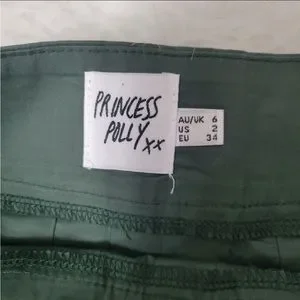 PRINCESS
POLLY xx
AU/UK 6
US 2
EU 34